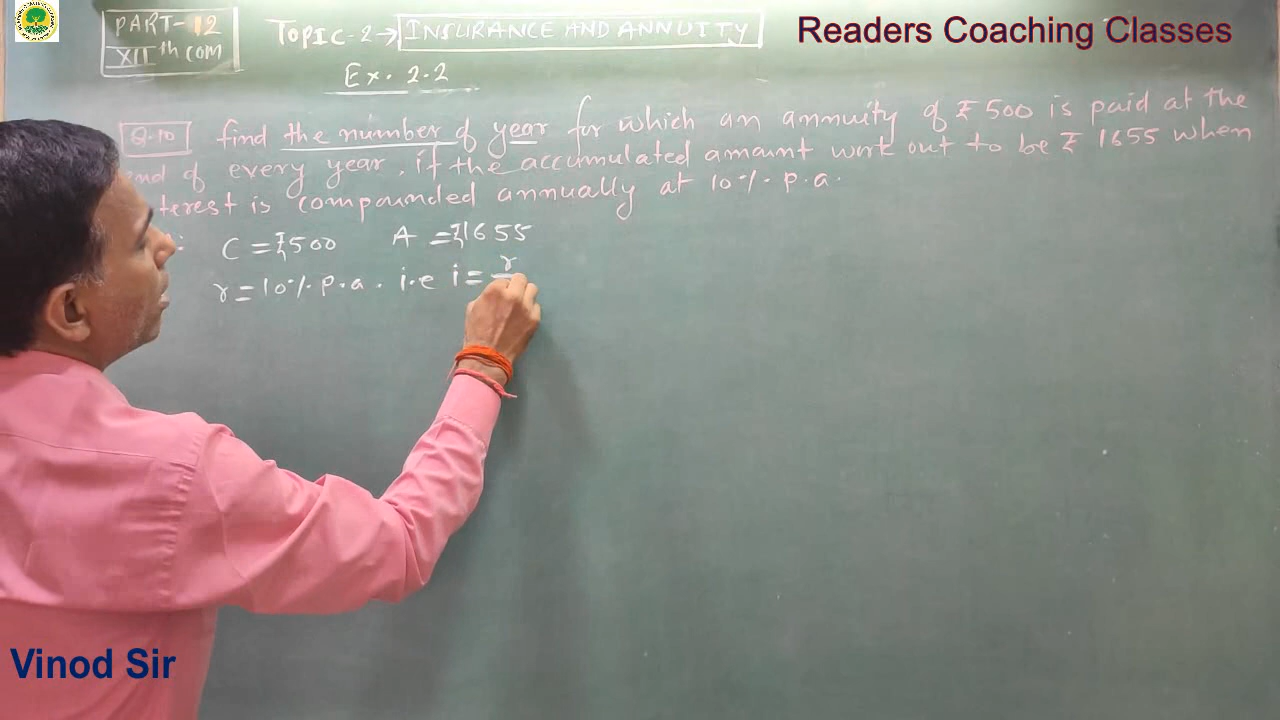 Readers Coaching Classes
PART-12
XIIth COM
TOPIC-2→ INSURANCE AND ANNUITY
Ex. 2.2
Q.10 find the number of year for which an annuity of ₹ 500 is paid at the
end of every year, if the accumulated amount work out to be ₹ 1655 when
terest is compounded annually at 10% p.a.
C = ₹500 A = ₹1655
r = 10% p.a. i.e i = r
Vinod Sir